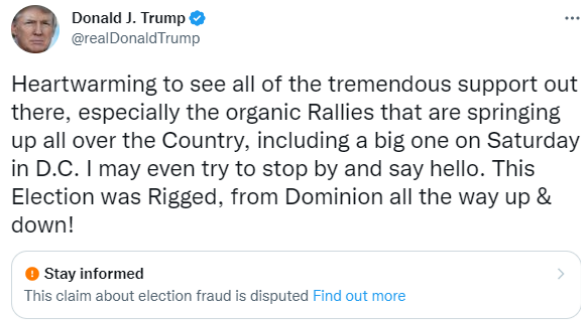 Donald J. Trump
@realDonaldTrump
Heartwarming to see all of the tremendous support out
there, especially the organic Rallies that are springing
up all over the Country, including a big one on Saturday
in D.C. I may even try to stop by and say hello. This
Election was Rigged, from Dominion all the way up &
down!
Stay informed
This claim about election fraud is disputed Find out more